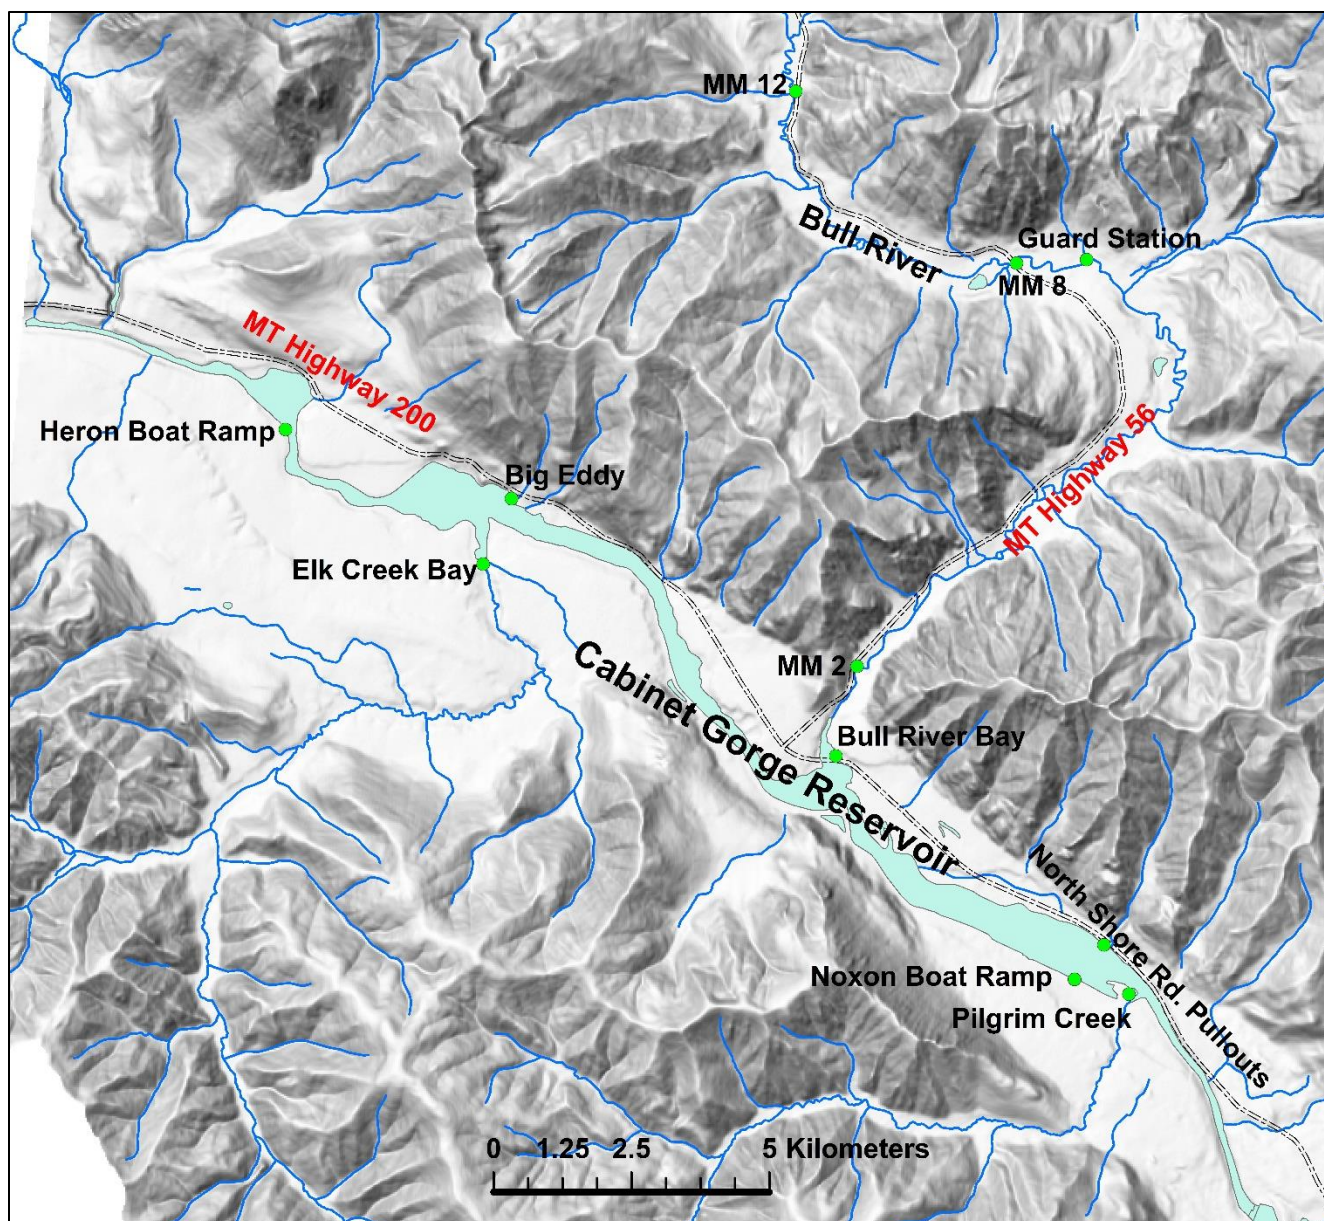 MM 12
Bull River
Guard Station
MM 8
MT Highway 200
Heron Boat Ramp
Big Eddy
MT Highway 56
Elk Creek Bay
Cabinet Gorge Reservoir
MM 2
Bull River Bay
North Shore Rd. Pullouts
Noxon Boat Ramp
Pilgrim Creek
0 1.25 2.5 5 Kilometers